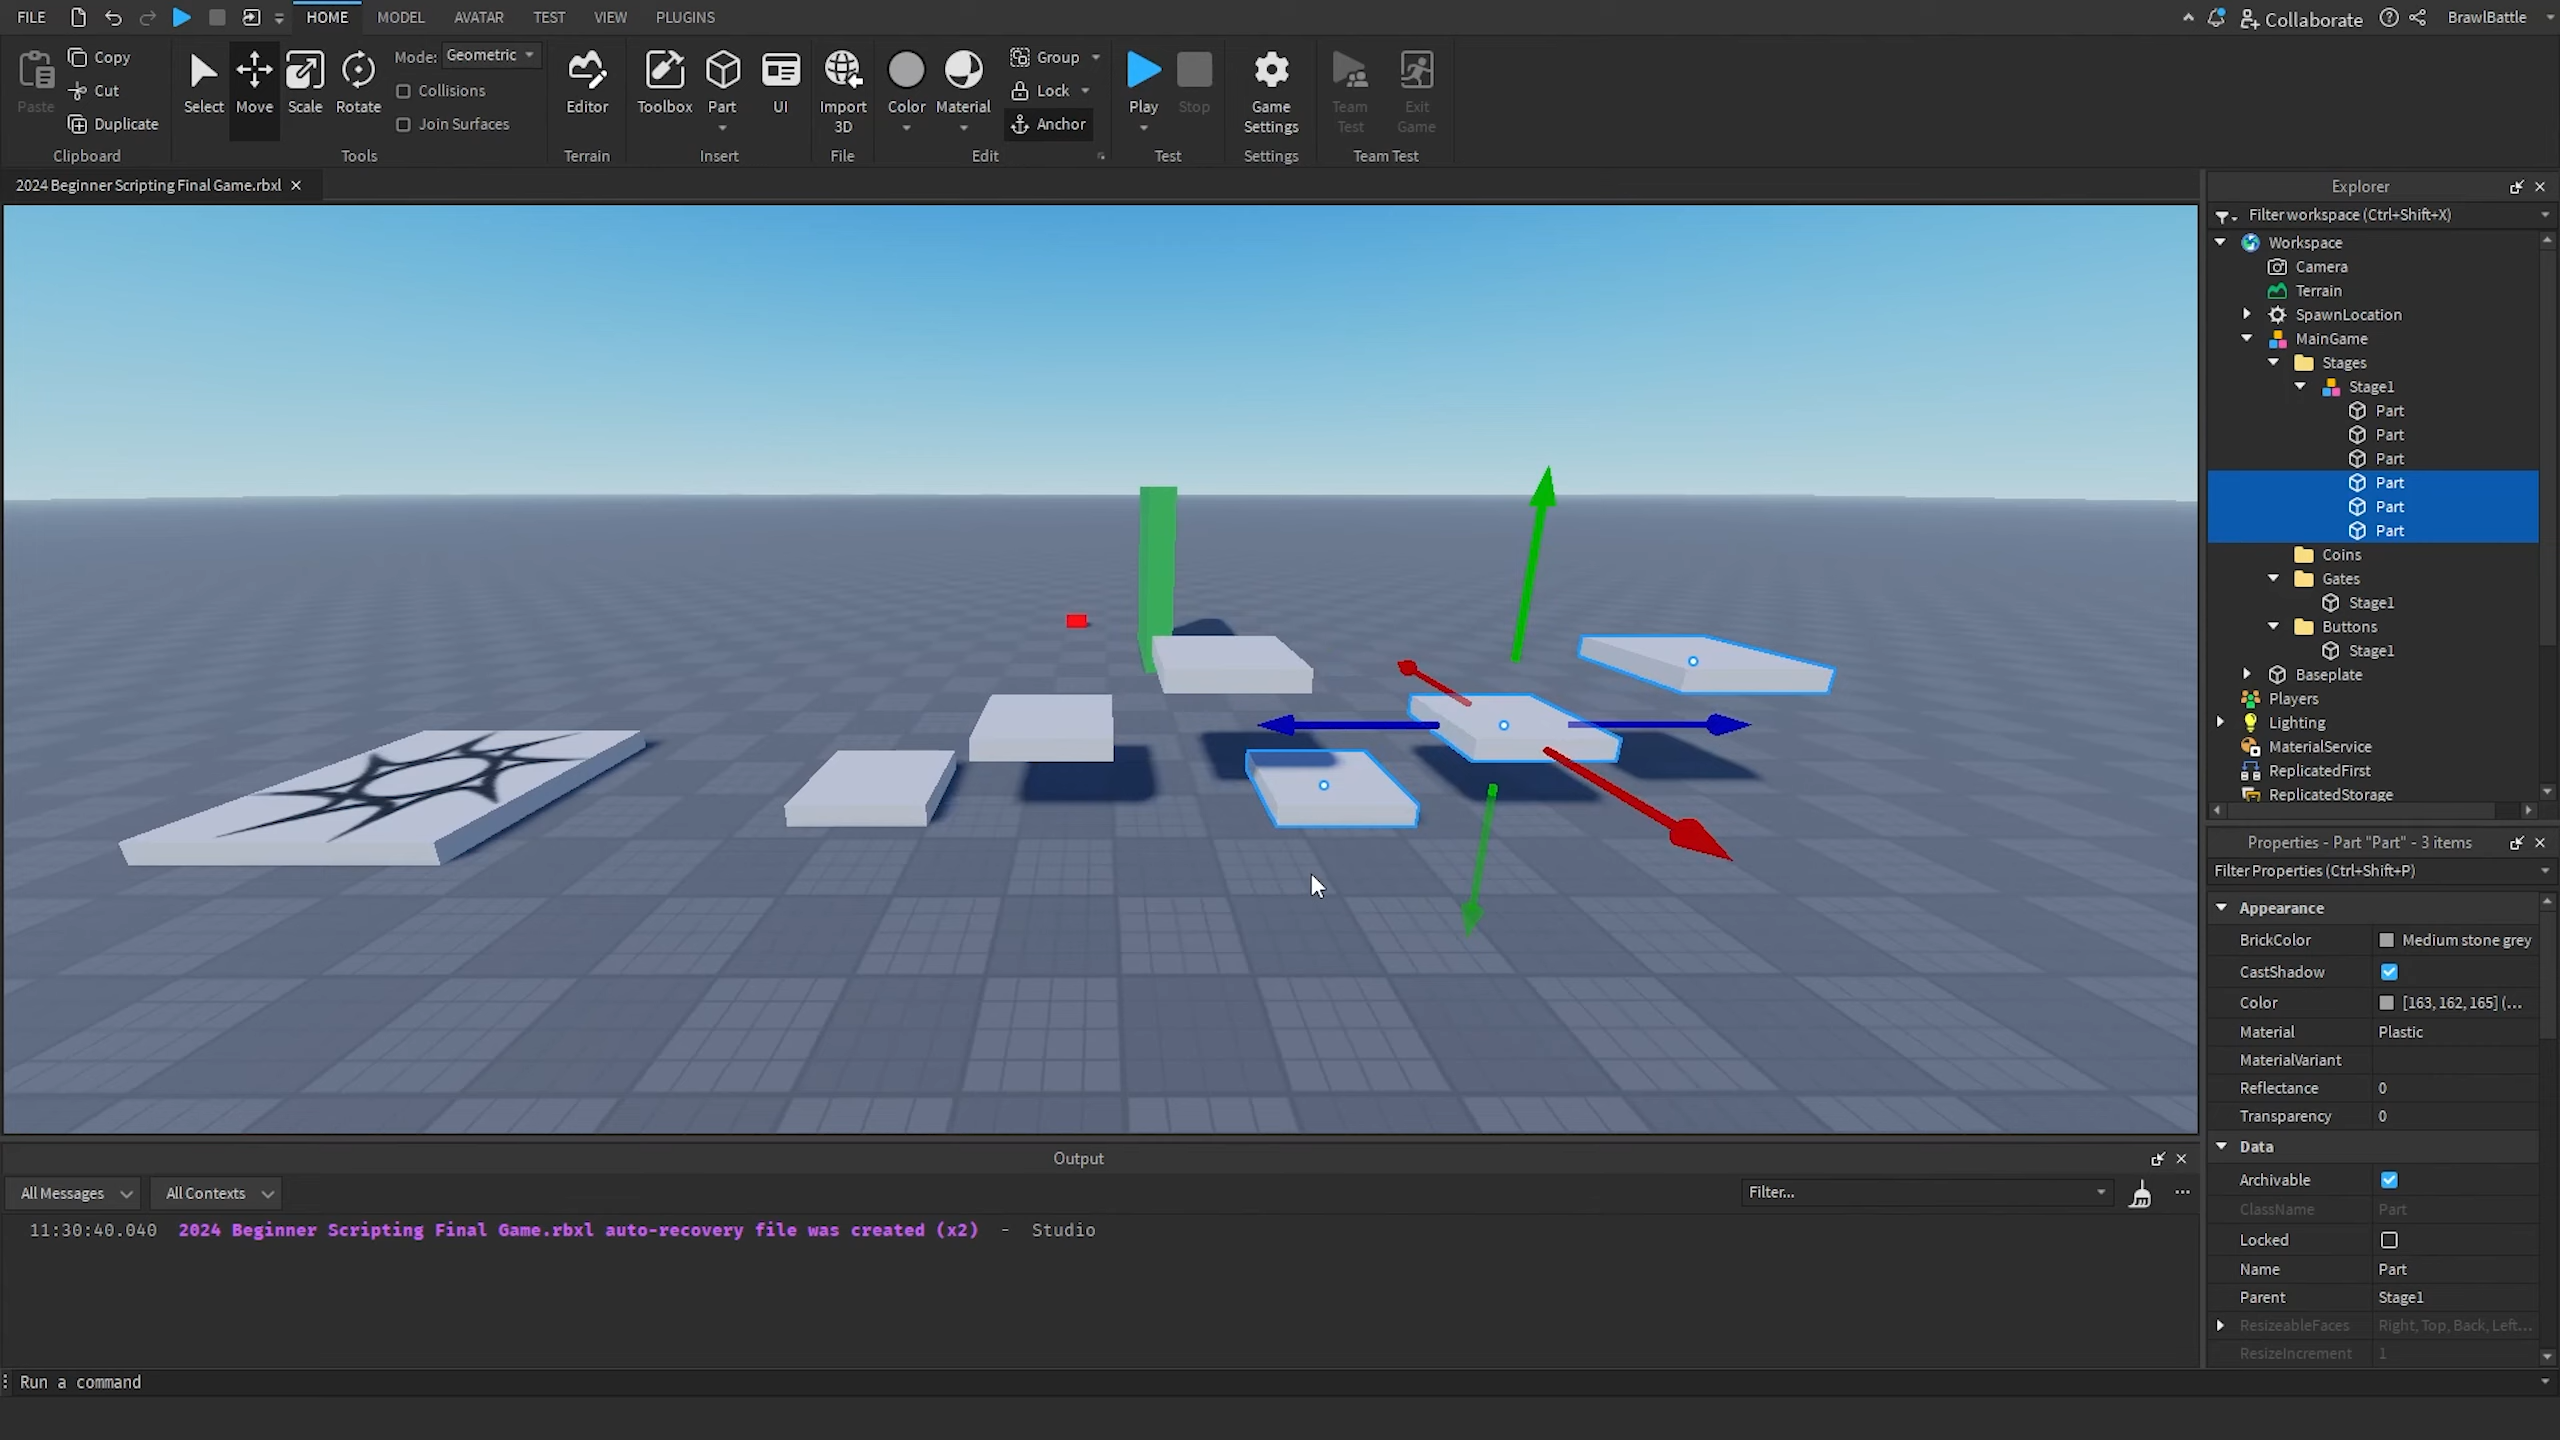 FILE HOME MODEL AVATAR TEST VIEW PLUGINS Collaborate BrawlBattle
Paste
Copy
Cut
Duplicate
Clipboard
Select Move Scale Rotate
Mode: Geometric
Collisions
Join Surfaces
Tools
Editor
Terrain
Toolbox Part UI
Insert
Import
3D
File
Color Material
Group
Lock
Anchor
Edit
Play Stop
Test
Game
Settings
Settings
Team
Test
Exit
Game
Team Test
2024 Beginner Scripting Final Game.rbxl
Explorer
Filter workspace (Ctrl+Shift+X)
Workspace
Camera
Terrain
SpawnLocation
MainGame
Stages
Stage1
Part
Part
Part
Part
Part
Part
Coins
Gates
Stage1
Buttons
Stage1
Baseplate
Players
Lighting
MaterialService
ReplicatedFirst
ReplicatedStorage
Properties - Part "Part" - 3 items
Filter Properties (Ctrl+Shift+P)
Appearance
BrickColor Medium stone grey
CastShadow
Color [163, 162, 165] (...
Material Plastic
MaterialVariant
Reflectance 0
Transparency 0
Data
Archivable
ClassName Part
Locked
Name Part
Parent Stage1
ResizeableFaces Right, Top, Back, Left...
ResizeIncrement 1
Output
All Messages All Contexts Filter...
11:30:40.040 2024 Beginner Scripting Final Game.rbxl auto-recovery file was created (x2) - Studio
Run a command